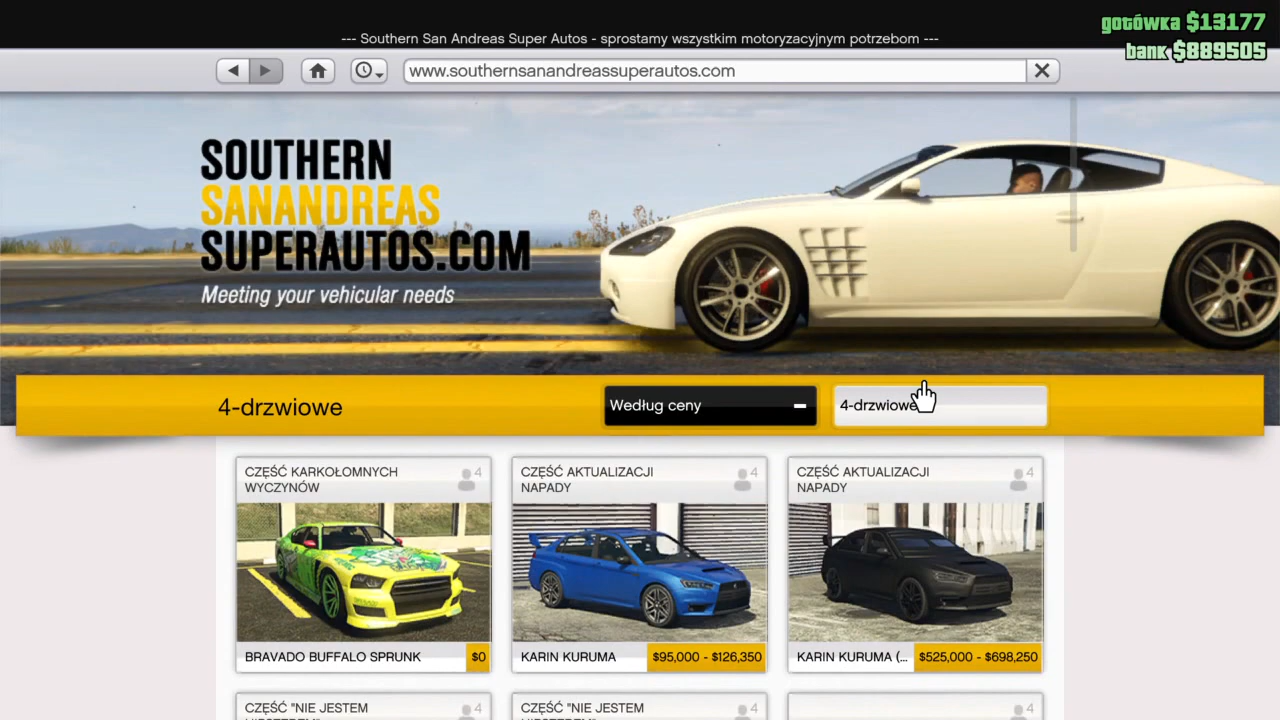 gotówka $13177
--- Southern San Andreas Super Autos - sprostamy wszystkim motoryzacyjnym potrzebom ---
bank $889505
www.southernsanandreassuperautos.com
SOUTHERN
SANANDREAS
SUPERAUTOS.COM
Meeting your vehicular needs
4-drzwiowe
Według ceny
4-drzwiowe
CZĘŚĆ KARKOŁOMNYCH
WYCZYNÓW
4
CZĘŚĆ AKTUALIZACJI
NAPADY
4
CZĘŚĆ AKTUALIZACJI
NAPADY
4
BRAVADO BUFFALO SPRUNK
$0
KARIN KURUMA
$95,000 - $126,350
KARIN KURUMA (...
$525,000 - $698,250
CZĘŚĆ "NIE JESTEM
4
CZĘŚĆ "NIE JESTEM
4
4